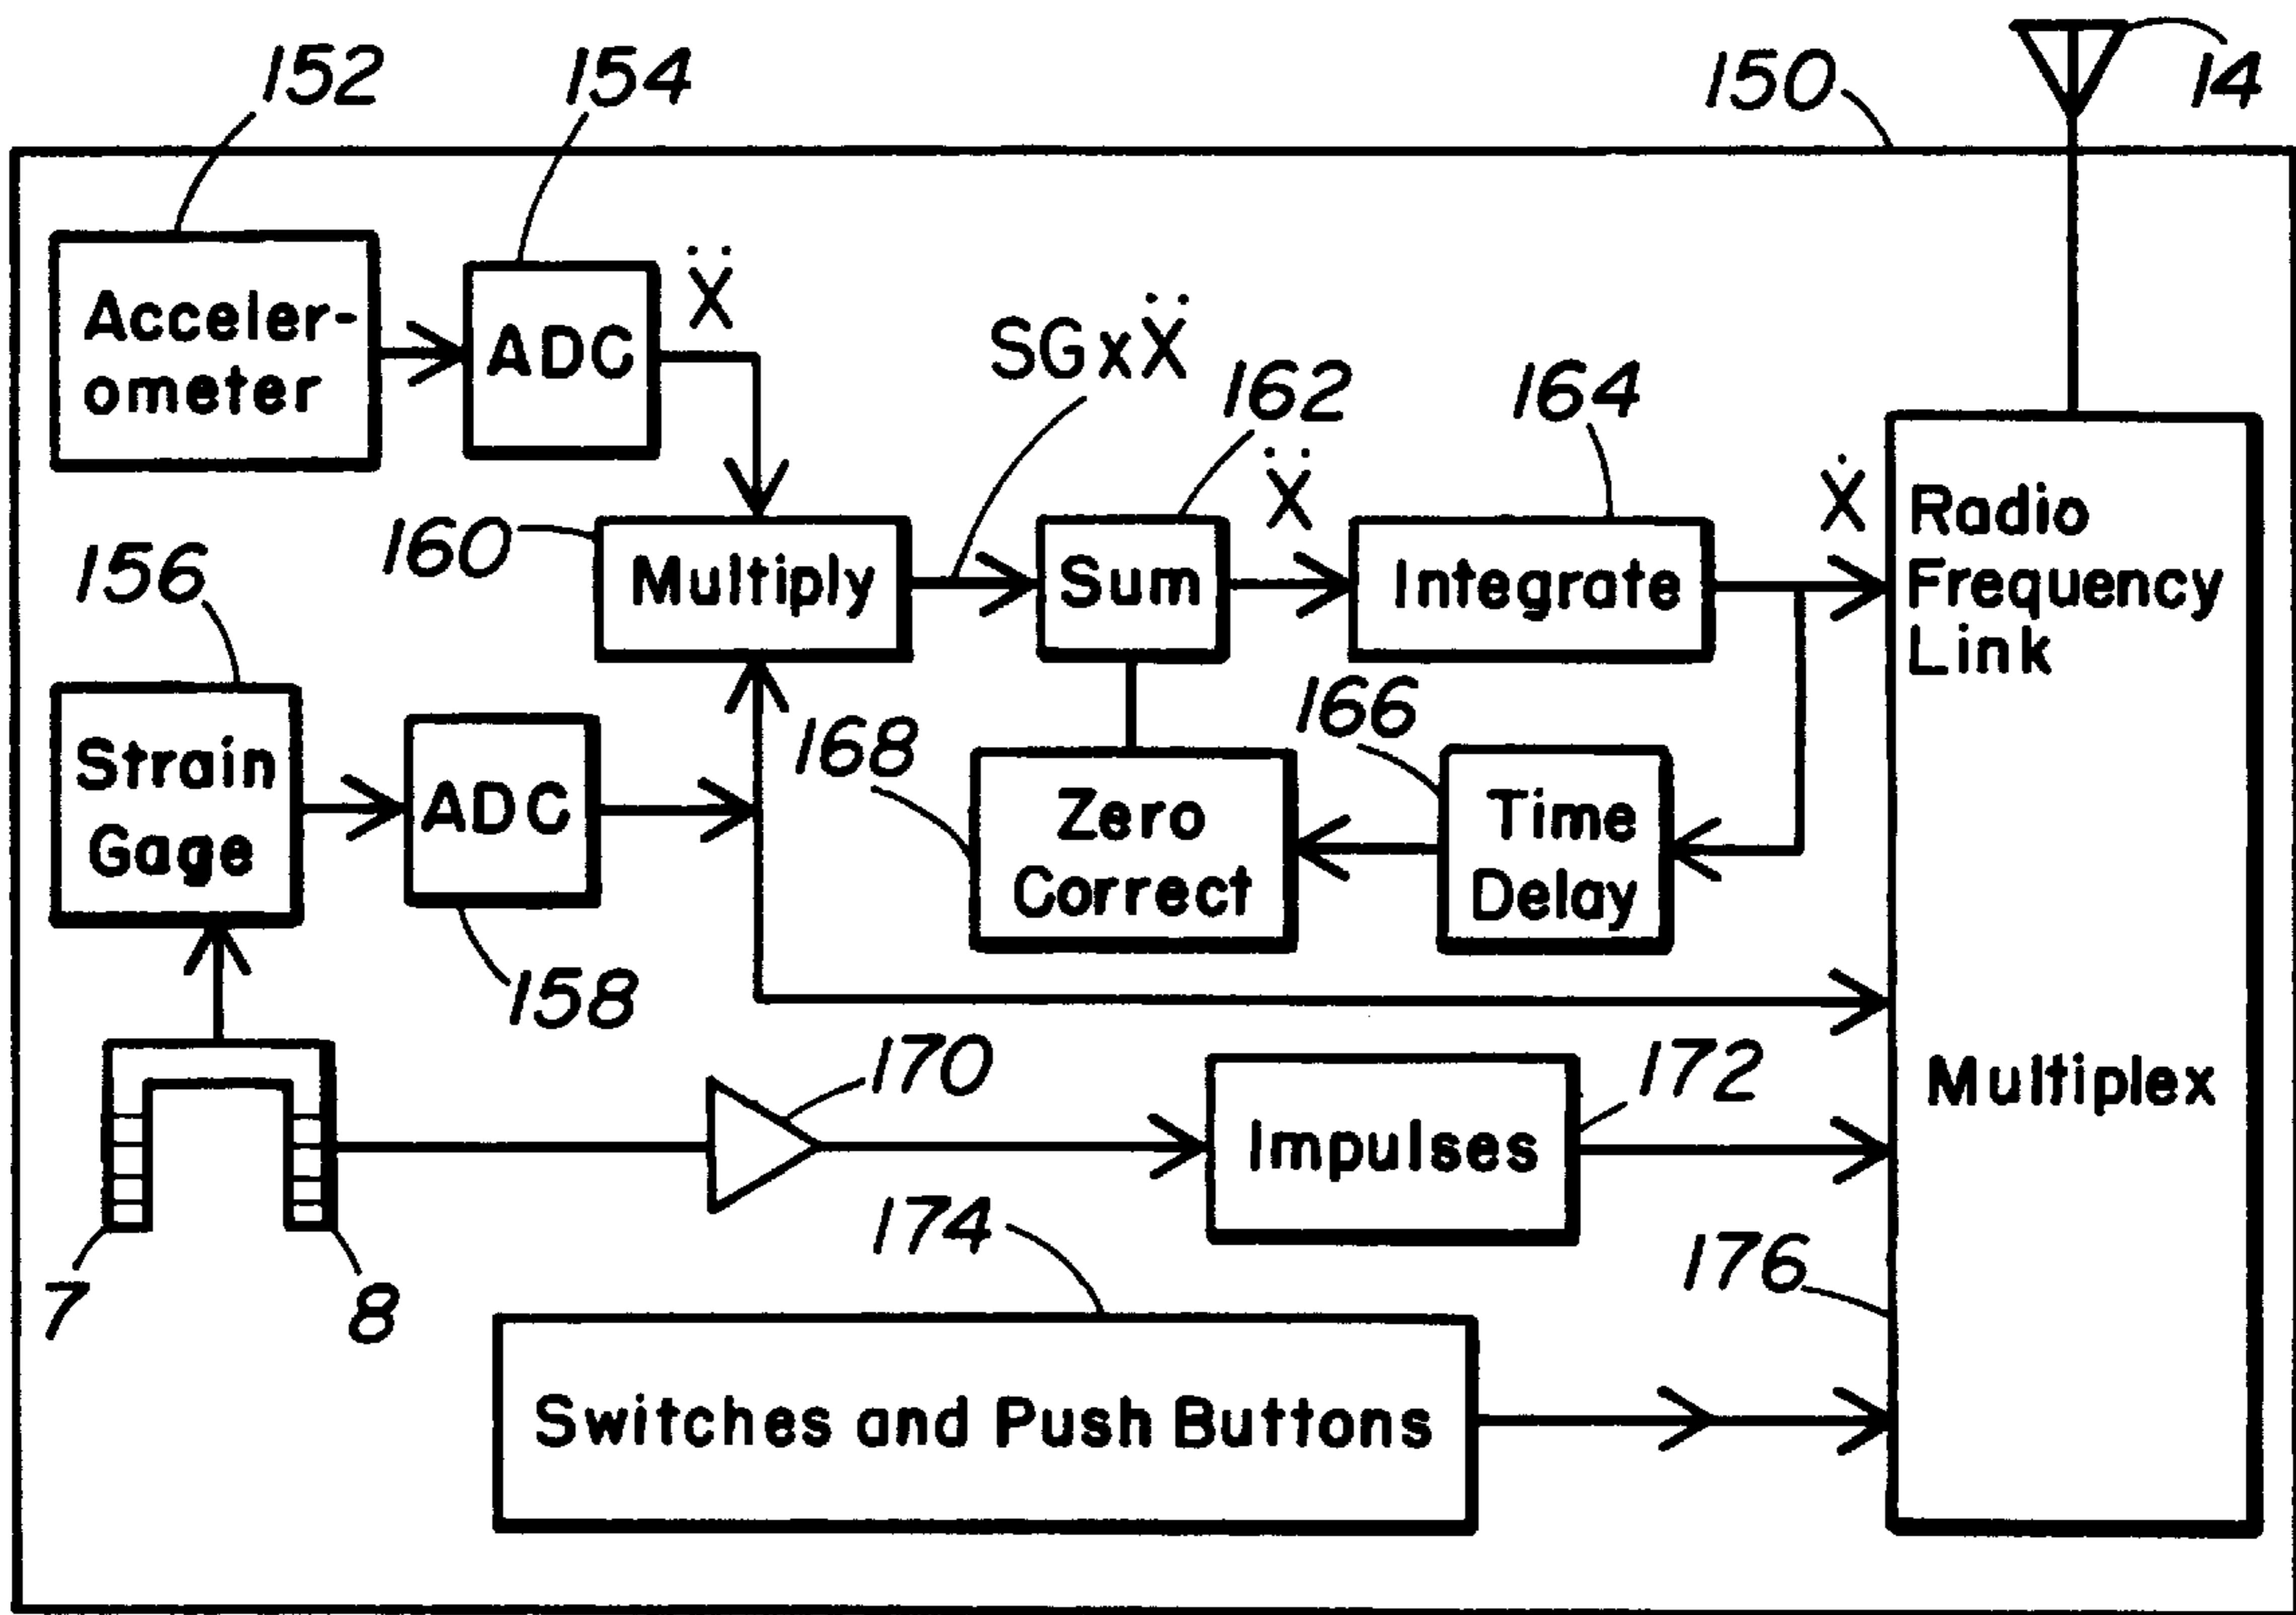 152
154
150
14
Acceler-
ometer
ADC
Ẍ
SGxẌ
162
164
160
Multiply
Sum
Ẍ
Integrate
Ẋ
Radio
Frequency
Link
156
Strain
Gage
ADC
158
168
Zero
Correct
166
Time
Delay
7
8
170
Impulses
172
Multiplex
174
Switches and Push Buttons
176